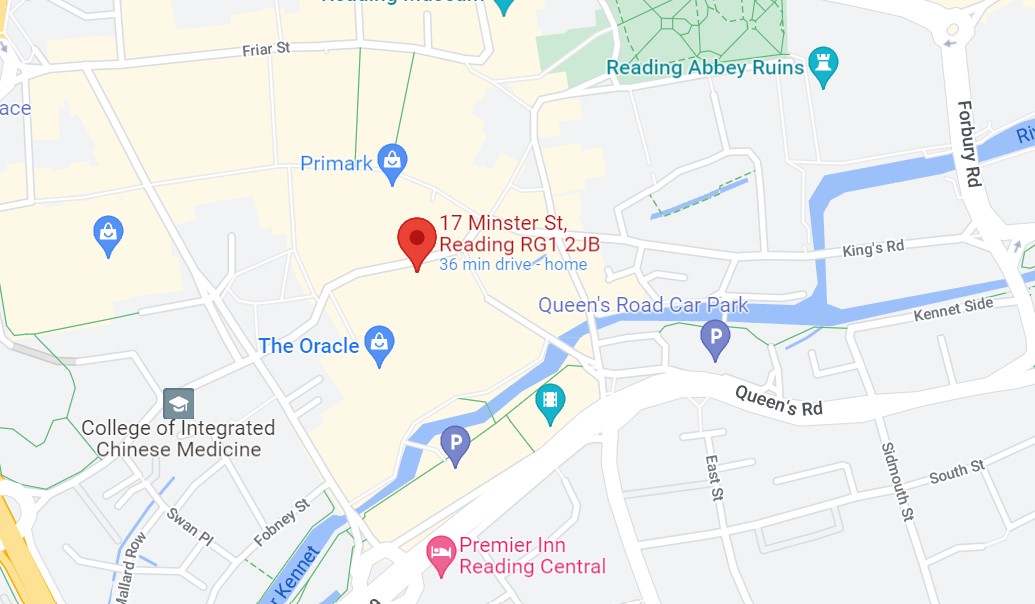 Reading Museum
Friar St
Reading Abbey Ruins
ace
Forbury Rd
Primark
17 Minster St,
Reading RG1 2JB
36 min drive - home
King's Rd
Queen's Road Car Park
P
Kennet Side
The Oracle
Queen's Rd
College of Integrated
Chinese Medicine
P
East St
Sidmouth St
South St
Swan Pl
Fobney St
Mallard Row
r Kennet
Premier Inn
Reading Central